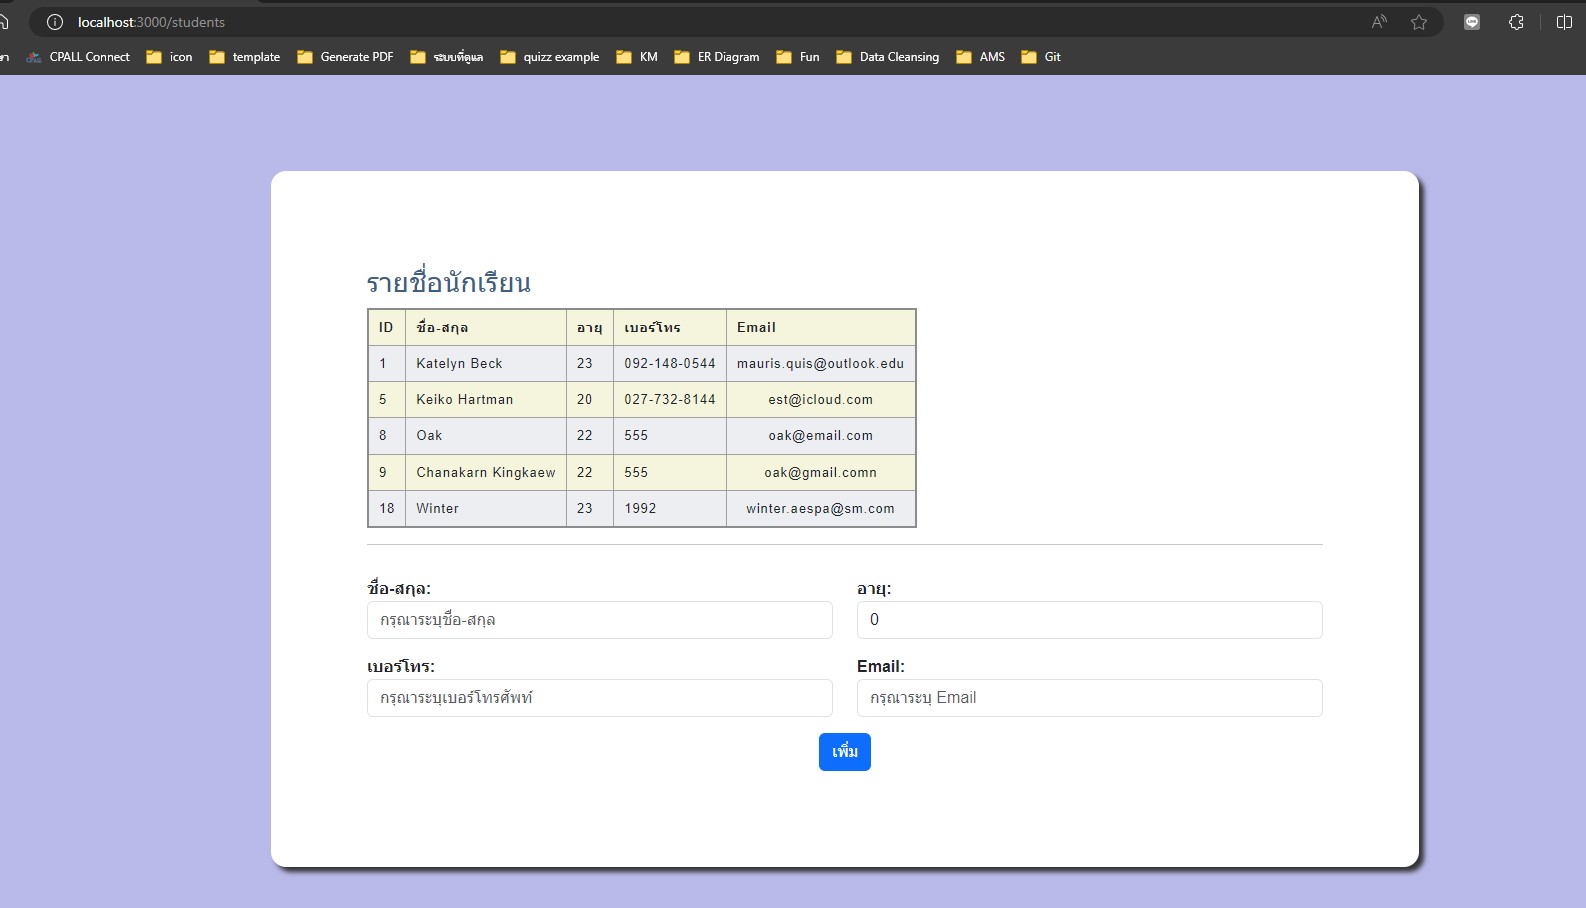 localhost:3000/students
CPALL Connect icon template Generate PDF ระบบที่ดูแล quizz example KM ER Diagram Fun Data Cleansing AMS Git
รายชื่อนักเรียน
ID ชื่อ-สกุล อายุ เบอร์โทร Email
1 Katelyn Beck 23 092-148-0544 mauris.quis@outlook.edu
5 Keiko Hartman 20 027-732-8144 est@icloud.com
8 Oak 22 555 oak@email.com
9 Chanakarn Kingkaew 22 555 oak@gmail.comn
18 Winter 23 1992 winter.aespa@sm.com
ชื่อ-สกุล: อายุ:
กรุณาระบุชื่อ-สกุล 0
เบอร์โทร: Email:
กรุณาระบุเบอร์โทรศัพท์ กรุณาระบุ Email
เพิ่ม